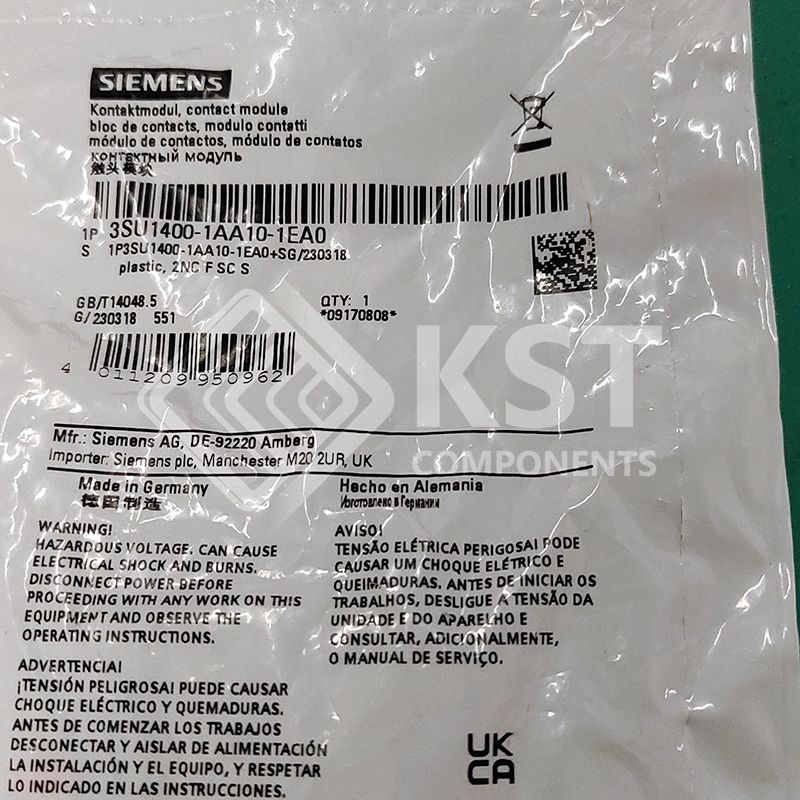 SIEMENS
Kontaktmodul, contact module
bloc de contacts, modulo contatti
módulo de contactos, módulo de contatos
контактный модуль
触头模块
1P 3SU1400-1AA10-1EA0
S 1P3SU1400-1AA10-1EA0+SG/230318
plastic, 2NC F SC S
GB/T14048.5
G/230318 551
QTY: 1
*09170808*
4 011209 950962
KST
COMPONENTS
Mfr.: Siemens AG, DE-92220 Amberg
Importer: Siemens plc, Manchester M20 2UR, UK
Made in Germany
德国制造
Hecho en Alemania
Изготовлено в Германии
WARNING!
HAZARDOUS VOLTAGE. CAN CAUSE
ELECTRICAL SHOCK AND BURNS.
DISCONNECT POWER BEFORE
PROCEEDING WITH ANY WORK ON THIS
EQUIPMENT AND OBSERVE THE
OPERATING INSTRUCTIONS.
AVISO!
TENSÃO ELÉTRICA PERIGOSA! PODE
CAUSAR UM CHOQUE ELÉTRICO E
QUEIMADURAS. ANTES DE INICIAR OS
TRABALHOS, DESLIGUE A TENSÃO DA
UNIDADE E DO APARELHO E
CONSULTAR, ADICIONALMENTE,
O MANUAL DE SERVIÇO.
ADVERTENCIA!
¡TENSIÓN PELIGROSA! PUEDE CAUSAR
CHOQUE ELÉCTRICO Y QUEMADURAS.
ANTES DE COMENZAR LOS TRABAJOS
DESCONECTAR Y AISLAR DE ALIMENTACIÓN
LA INSTALACIÓN Y EL EQUIPO, Y RESPETAR
LO INDICADO EN LAS INSTRUCCIONES.
UK
CA